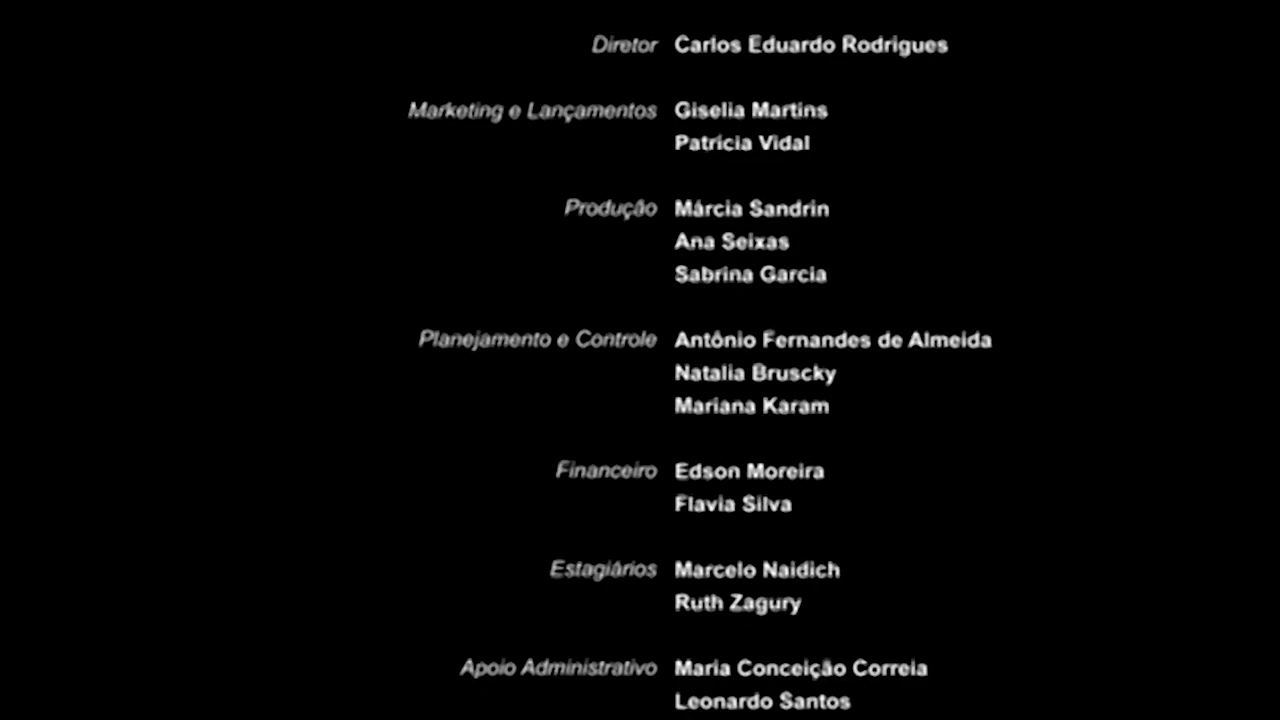 Diretor Carlos Eduardo Rodrigues
Marketing e Lançamentos Giselia Martins
Patrícia Vidal
Produção Márcia Sandrin
Ana Seixas
Sabrina Garcia
Planejamento e Controle Antônio Fernandes de Almeida
Natalia Bruscky
Mariana Karam
Financeiro Edson Moreira
Flavia Silva
Estagiários Marcelo Naidich
Ruth Zagury
Apoio Administrativo Maria Conceição Correia
Leonardo Santos